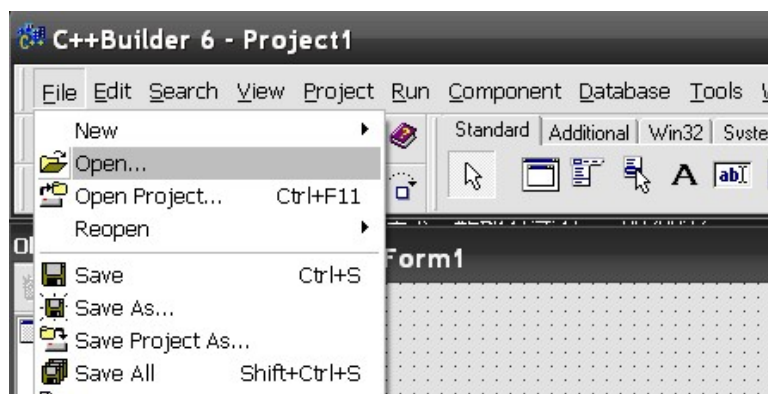 C++Builder 6 - Project1
File Edit Search View Project Run Component Database Tools
Standard Additional Win32
New
Open...
Open Project... Ctrl+F11
Reopen
Form1
Save Ctrl+S
Save As...
Save Project As...
Save All Shift+Ctrl+S